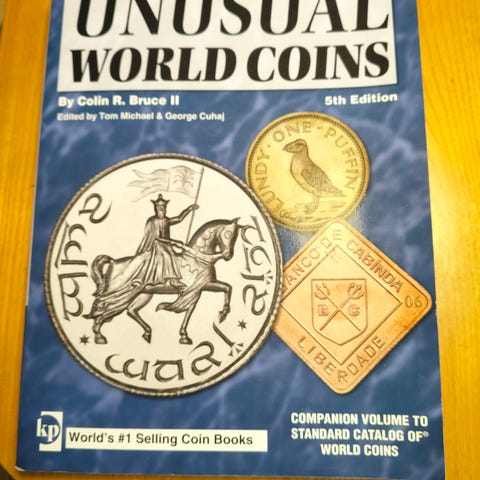 UNUSUAL
WORLD COINS
By Colin R. Bruce II
5th Edition
Edited by Tom Michael & George Cuhaj
LUNDY · ONE · PUFFIN
BANCO DE CABINDA
06
B C
LIBERDADE
kp
World's #1 Selling Coin Books
COMPANION VOLUME TO
STANDARD CATALOG OF®
WORLD COINS